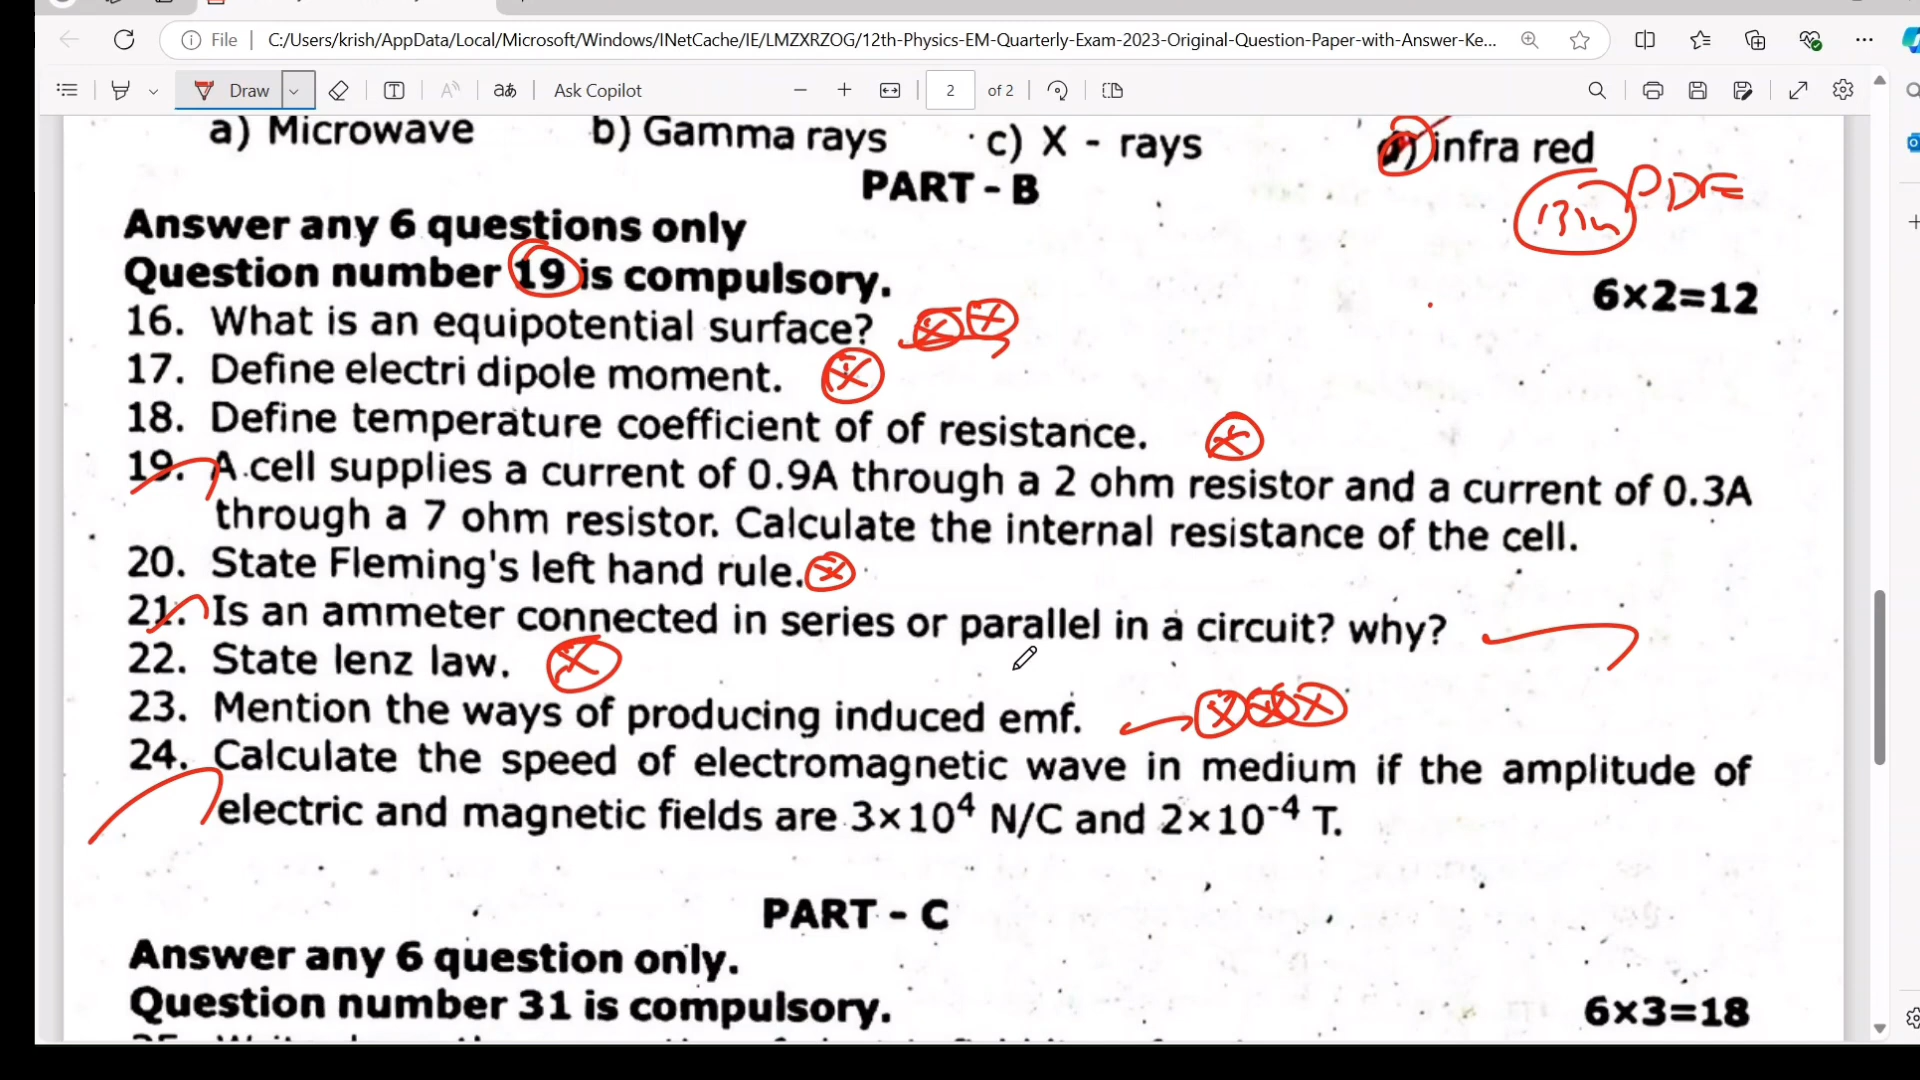 File C:/Users/krish/AppData/Local/Microsoft/Windows/INetCache/IE/LMZXRZOG/12th-Physics-EM-Quarterly-Exam-2023-Original-Question-Paper-with-Answer-Ke...
Draw aあ Ask Copilot 2 of 2
a) Microwave b) Gamma rays c) X - rays d) infra red
PART - B
PDF
Answer any 6 questions only
Question number 19 is compulsory.
6×2=12
16. What is an equipotential surface?
17. Define electri dipole moment.
18. Define temperature coefficient of of resistance.
19. A cell supplies a current of 0.9A through a 2 ohm resistor and a current of 0.3A
through a 7 ohm resistor. Calculate the internal resistance of the cell.
20. State Fleming's left hand rule.
21. Is an ammeter connected in series or parallel in a circuit? why?
22. State lenz law.
23. Mention the ways of producing induced emf.
24. Calculate the speed of electromagnetic wave in medium if the amplitude of
electric and magnetic fields are 3×10⁴ N/C and 2×10⁻⁴ T.
PART - C
Answer any 6 question only.
Question number 31 is compulsory.
6×3=18